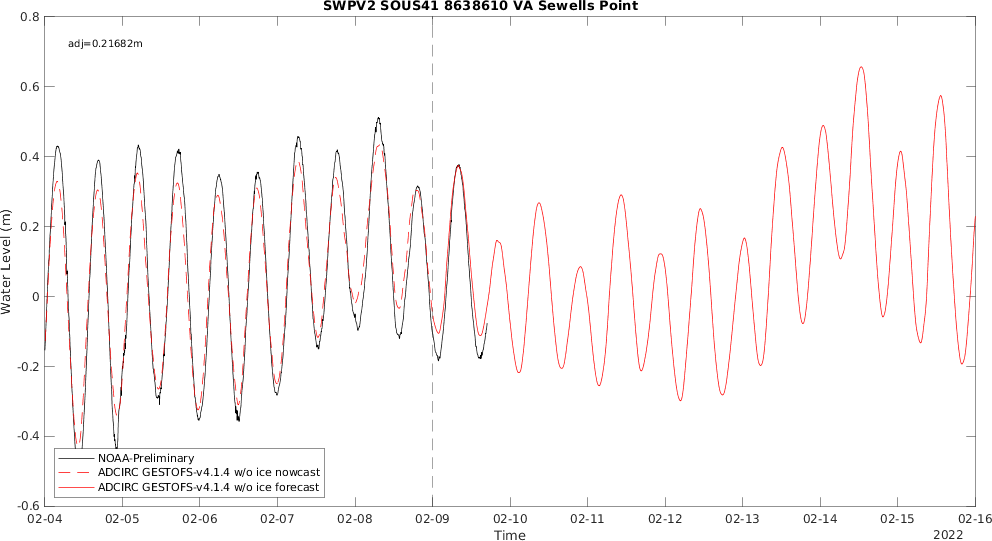 SWPV2 SOUS41 8638610 VA Sewells Point
adj=0.21682m
0.8
0.6
0.4
0.2
0
-0.2
-0.4
-0.6
Water Level (m)
NOAA-Preliminary
ADCIRC GESTOFS-v4.1.4 w/o ice nowcast
ADCIRC GESTOFS-v4.1.4 w/o ice forecast
02-04 02-05 02-06 02-07 02-08 02-09 02-10 02-11 02-12 02-13 02-14 02-15 02-16
Time
2022